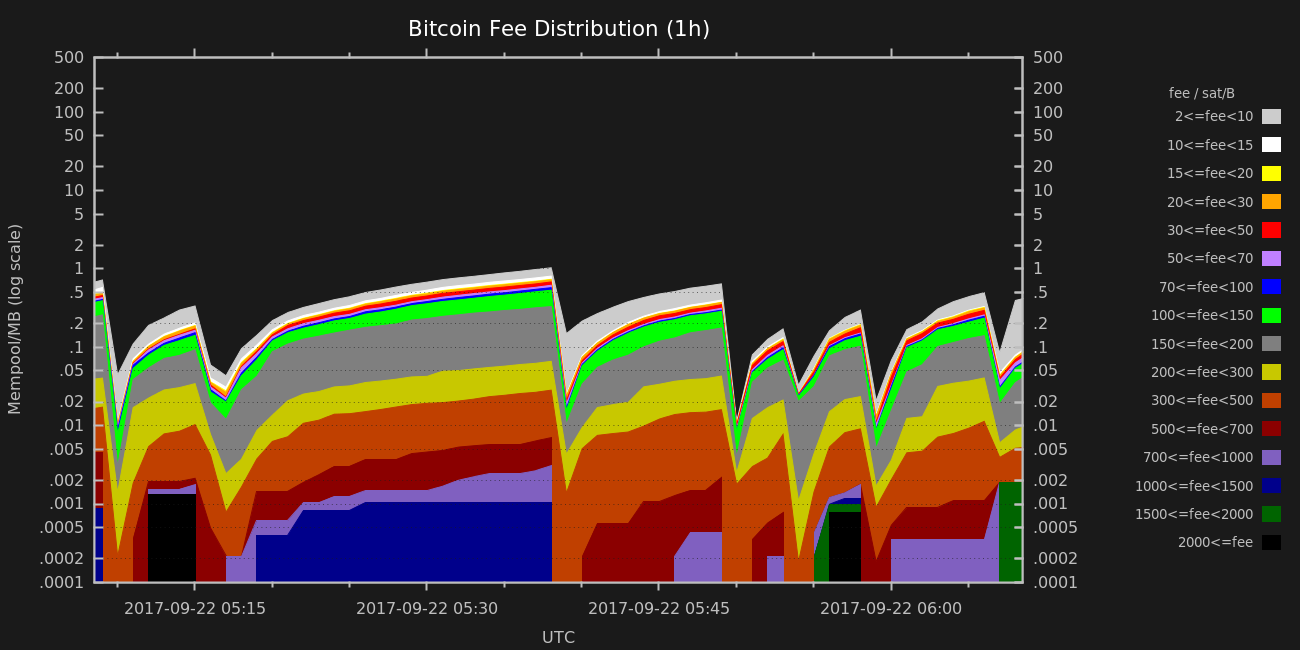 Bitcoin Fee Distribution (1h)
Mempool/MB (log scale)
500
200
100
50
20
10
5
2
1
.5
.2
.1
.05
.02
.01
.005
.002
.001
.0005
.0002
.0001
500
200
100
50
20
10
5
2
1
.5
.2
.1
.05
.02
.01
.005
.002
.001
.0005
.0002
.0001
2017-09-22 05:15
2017-09-22 05:30
2017-09-22 05:45
2017-09-22 06:00
UTC
fee / sat/B
2<=fee<10
10<=fee<15
15<=fee<20
20<=fee<30
30<=fee<50
50<=fee<70
70<=fee<100
100<=fee<150
150<=fee<200
200<=fee<300
300<=fee<500
500<=fee<700
700<=fee<1000
1000<=fee<1500
1500<=fee<2000
2000<=fee